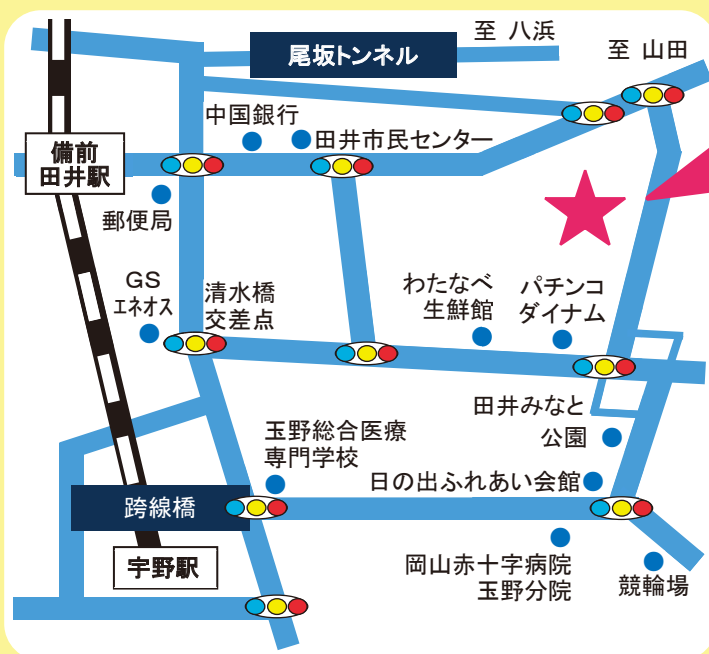 至 八浜
至 山田
尾坂トンネル
中国銀行
田井市民センター
備前
田井駅
郵便局
GS
エネオス
清水橋
交差点
わたなべ
生鮮館
パチンコ
ダイナム
田井みなと
公園
玉野総合医療
専門学校
日の出ふれあい会館
跨線橋
宇野駅
岡山赤十字病院
玉野分院
競輪場